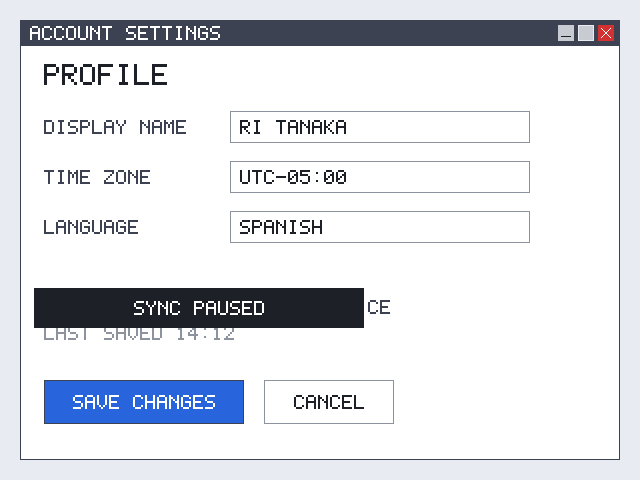 ACCOUNT SETTINGS
PROFILE
DISPLAY NAME RI TANAKA
TIME ZONE UTC-05:00
LANGUAGE SPANISH
SYNC PAUSED
LAST SAVED 14:12
SAVE CHANGES CANCEL